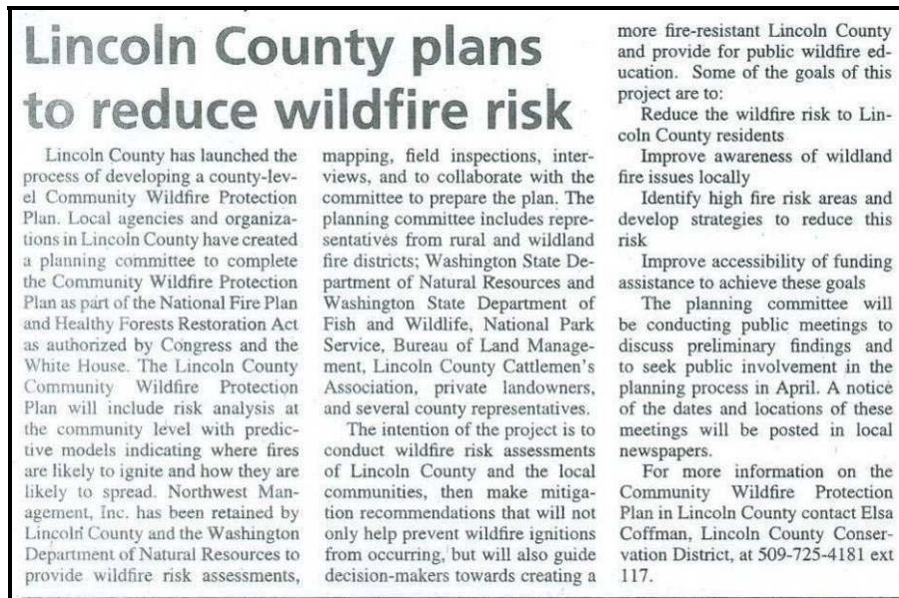 Lincoln County plans
to reduce wildfire risk
Lincoln County has launched the
process of developing a county-lev-
el Community Wildfire Protection
Plan. Local agencies and organiza-
tions in Lincoln County have created
a planning committee to complete
the Community Wildfire Protection
Plan as part of the National Fire Plan
and Healthy Forests Restoration Act
as authorized by Congress and the
White House. The Lincoln County
Community Wildfire Protection
Plan will include risk analysis at
the community level with predic-
tive models indicating where fires
are likely to ignite and how they are
likely to spread. Northwest Man-
agement, Inc. has been retained by
Lincoln County and the Washington
Department of Natural Resources to
provide wildfire risk assessments,
mapping, field inspections, inter-
views, and to collaborate with the
committee to prepare the plan. The
planning committee includes repre-
sentatives from rural and wildland
fire districts; Washington State De-
partment of Natural Resources and
Washington State Department of
Fish and Wildlife, National Park
Service, Bureau of Land Manage-
ment, Lincoln County Cattlemen's
Association, private landowners,
and several county representatives.
The intention of the project is to
conduct wildfire risk assessments
of Lincoln County and the local
communities, then make mitiga-
tion recommendations that will not
only help prevent wildfire ignitions
from occurring, but will also guide
decision-makers towards creating a
more fire-resistant Lincoln County
and provide for public wildfire ed-
ucation. Some of the goals of this
project are to:
Reduce the wildfire risk to Lin-
coln County residents
Improve awareness of wildland
fire issues locally
Identify high fire risk areas and
develop strategies to reduce this
risk
Improve accessibility of funding
assistance to achieve these goals
The planning committee will
be conducting public meetings to
discuss preliminary findings and
to seek public involvement in the
planning process in April. A notice
of the dates and locations of these
meetings will be posted in local
newspapers.
For more information on the
Community Wildfire Protection
Plan in Lincoln County contact Elsa
Coffman, Lincoln County Conser-
vation District, at 509-725-4181 ext
117.